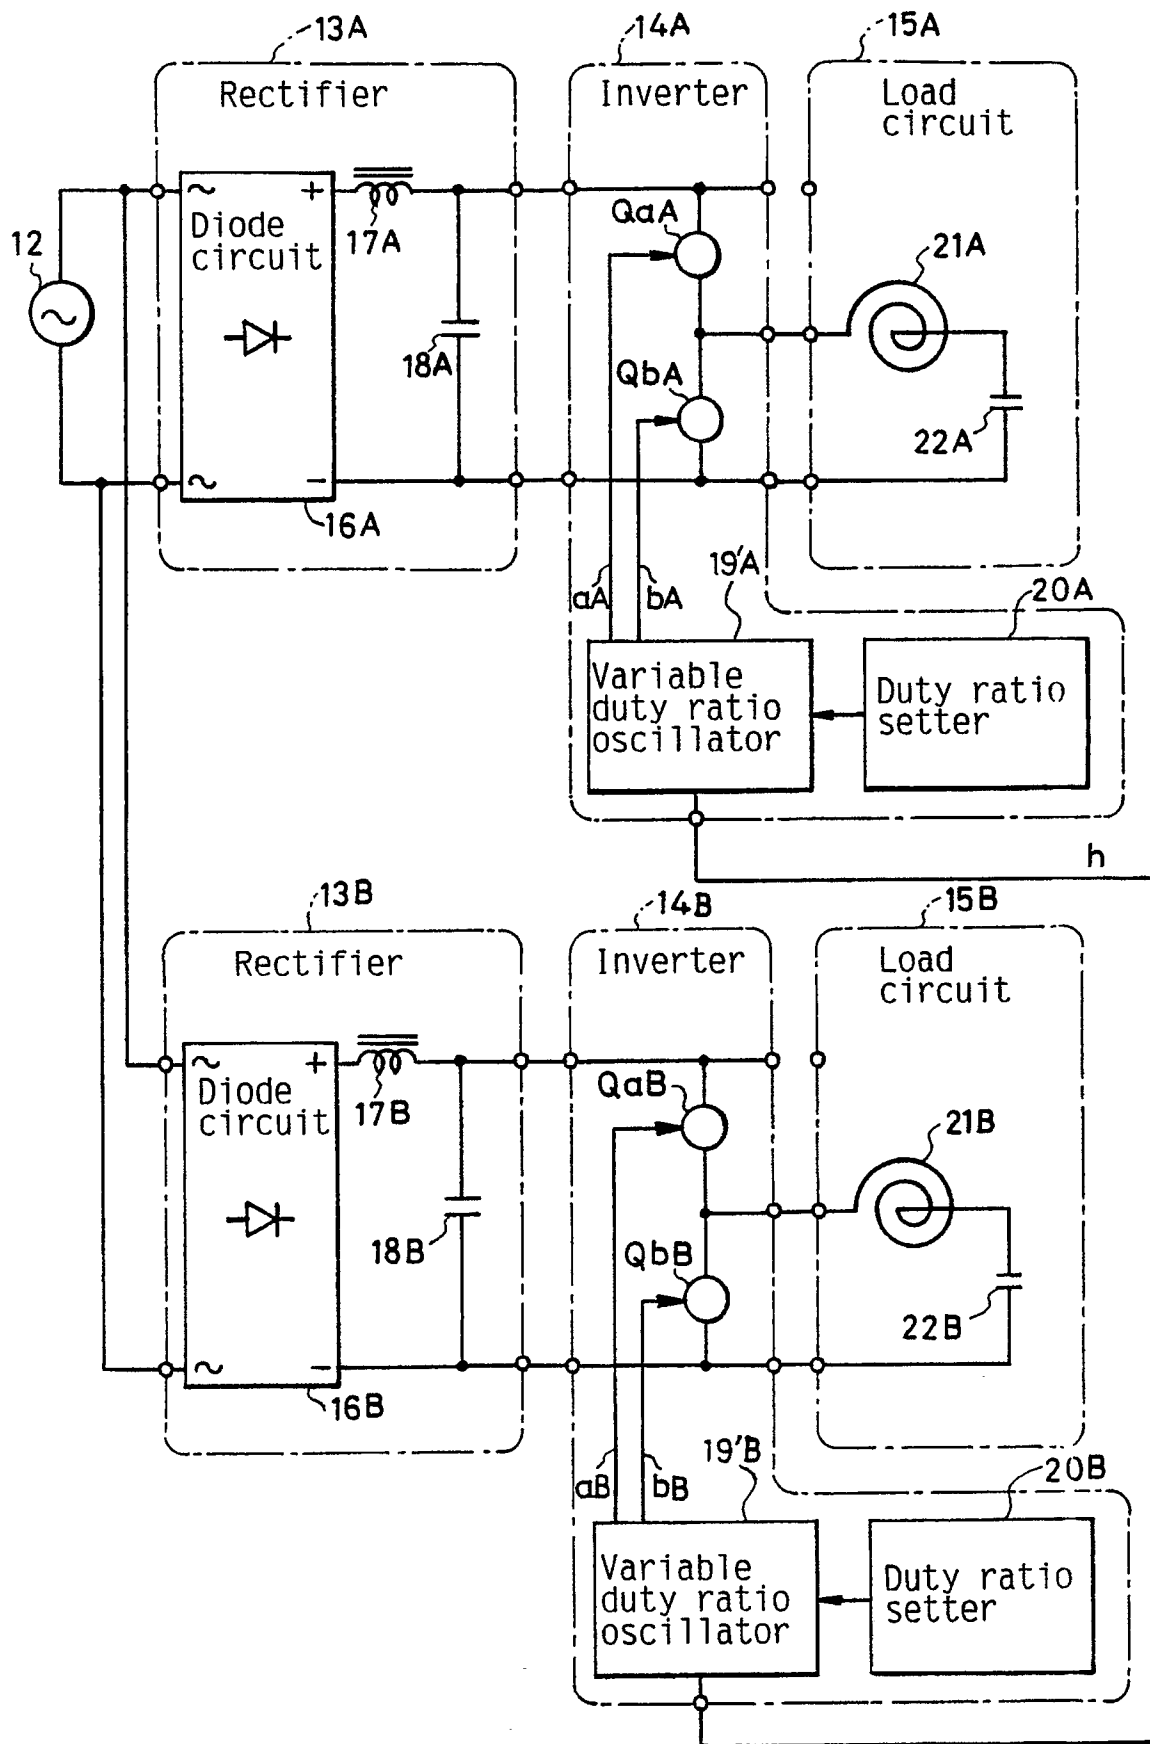 13A
14A
15A
Rectifier
Inverter
Load
circuit
12
~
~
+
Diode
circuit
17A
QaA
21A
18A
QbA
22A
~
-
16A
aA
bA
19'A
20A
Variable
duty ratio
oscillator
Duty ratio
setter
h
13B
14B
15B
Rectifier
Inverter
Load
circuit
~
+
Diode
circuit
17B
QaB
21B
18B
QbB
22B
~
-
16B
aB
bB
19'B
20B
Variable
duty ratio
oscillator
Duty ratio
setter